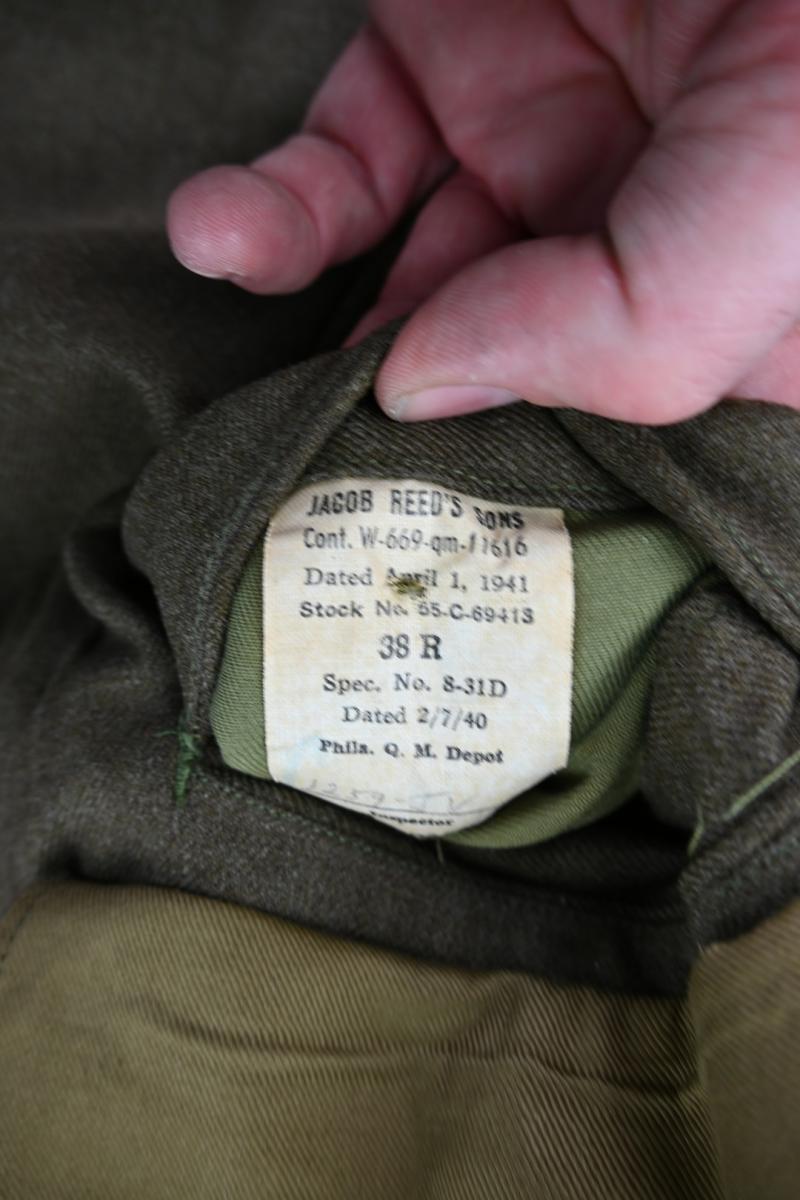 JACOB REED'S SONS
Cont. W-669-qm-11616
Dated April 1, 1941
Stock No. 55-C-69413
38 R
Spec. No. 8-31D
Dated 2/7/40
Phila. Q. M. Depot
Inspector